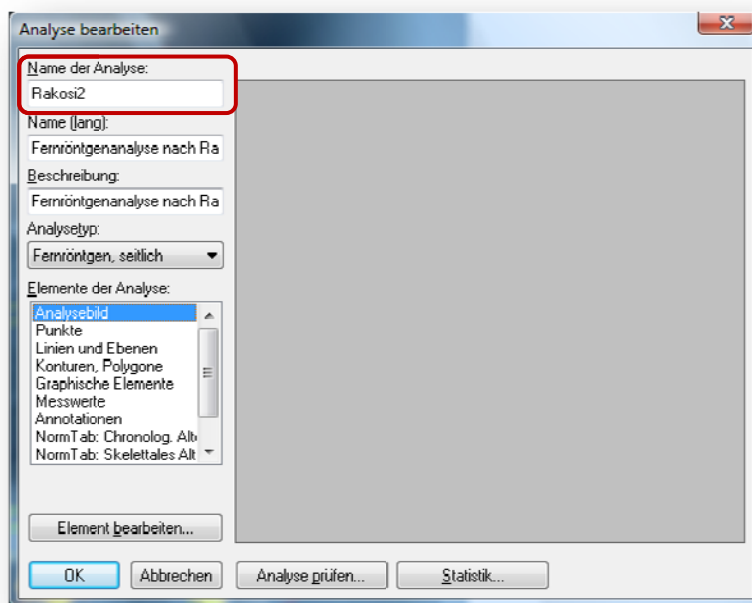 Analyse bearbeiten
Name der Analyse:
Rakosi2
Name (lang):
Fernröntgenanalyse nach Ra
Beschreibung:
Fernröntgenanalyse nach Ra
Analysetyp:
Fernröntgen, seitlich
Elemente der Analyse:
Analysebild
Punkte
Linien und Ebenen
Konturen, Polygone
Graphische Elemente
Messwerte
Annotationen
NormTab: Chronolog. Alt
NormTab: Skelettales Alt
Element bearbeiten...
OK Abbrechen Analyse prüfen... Statistik...